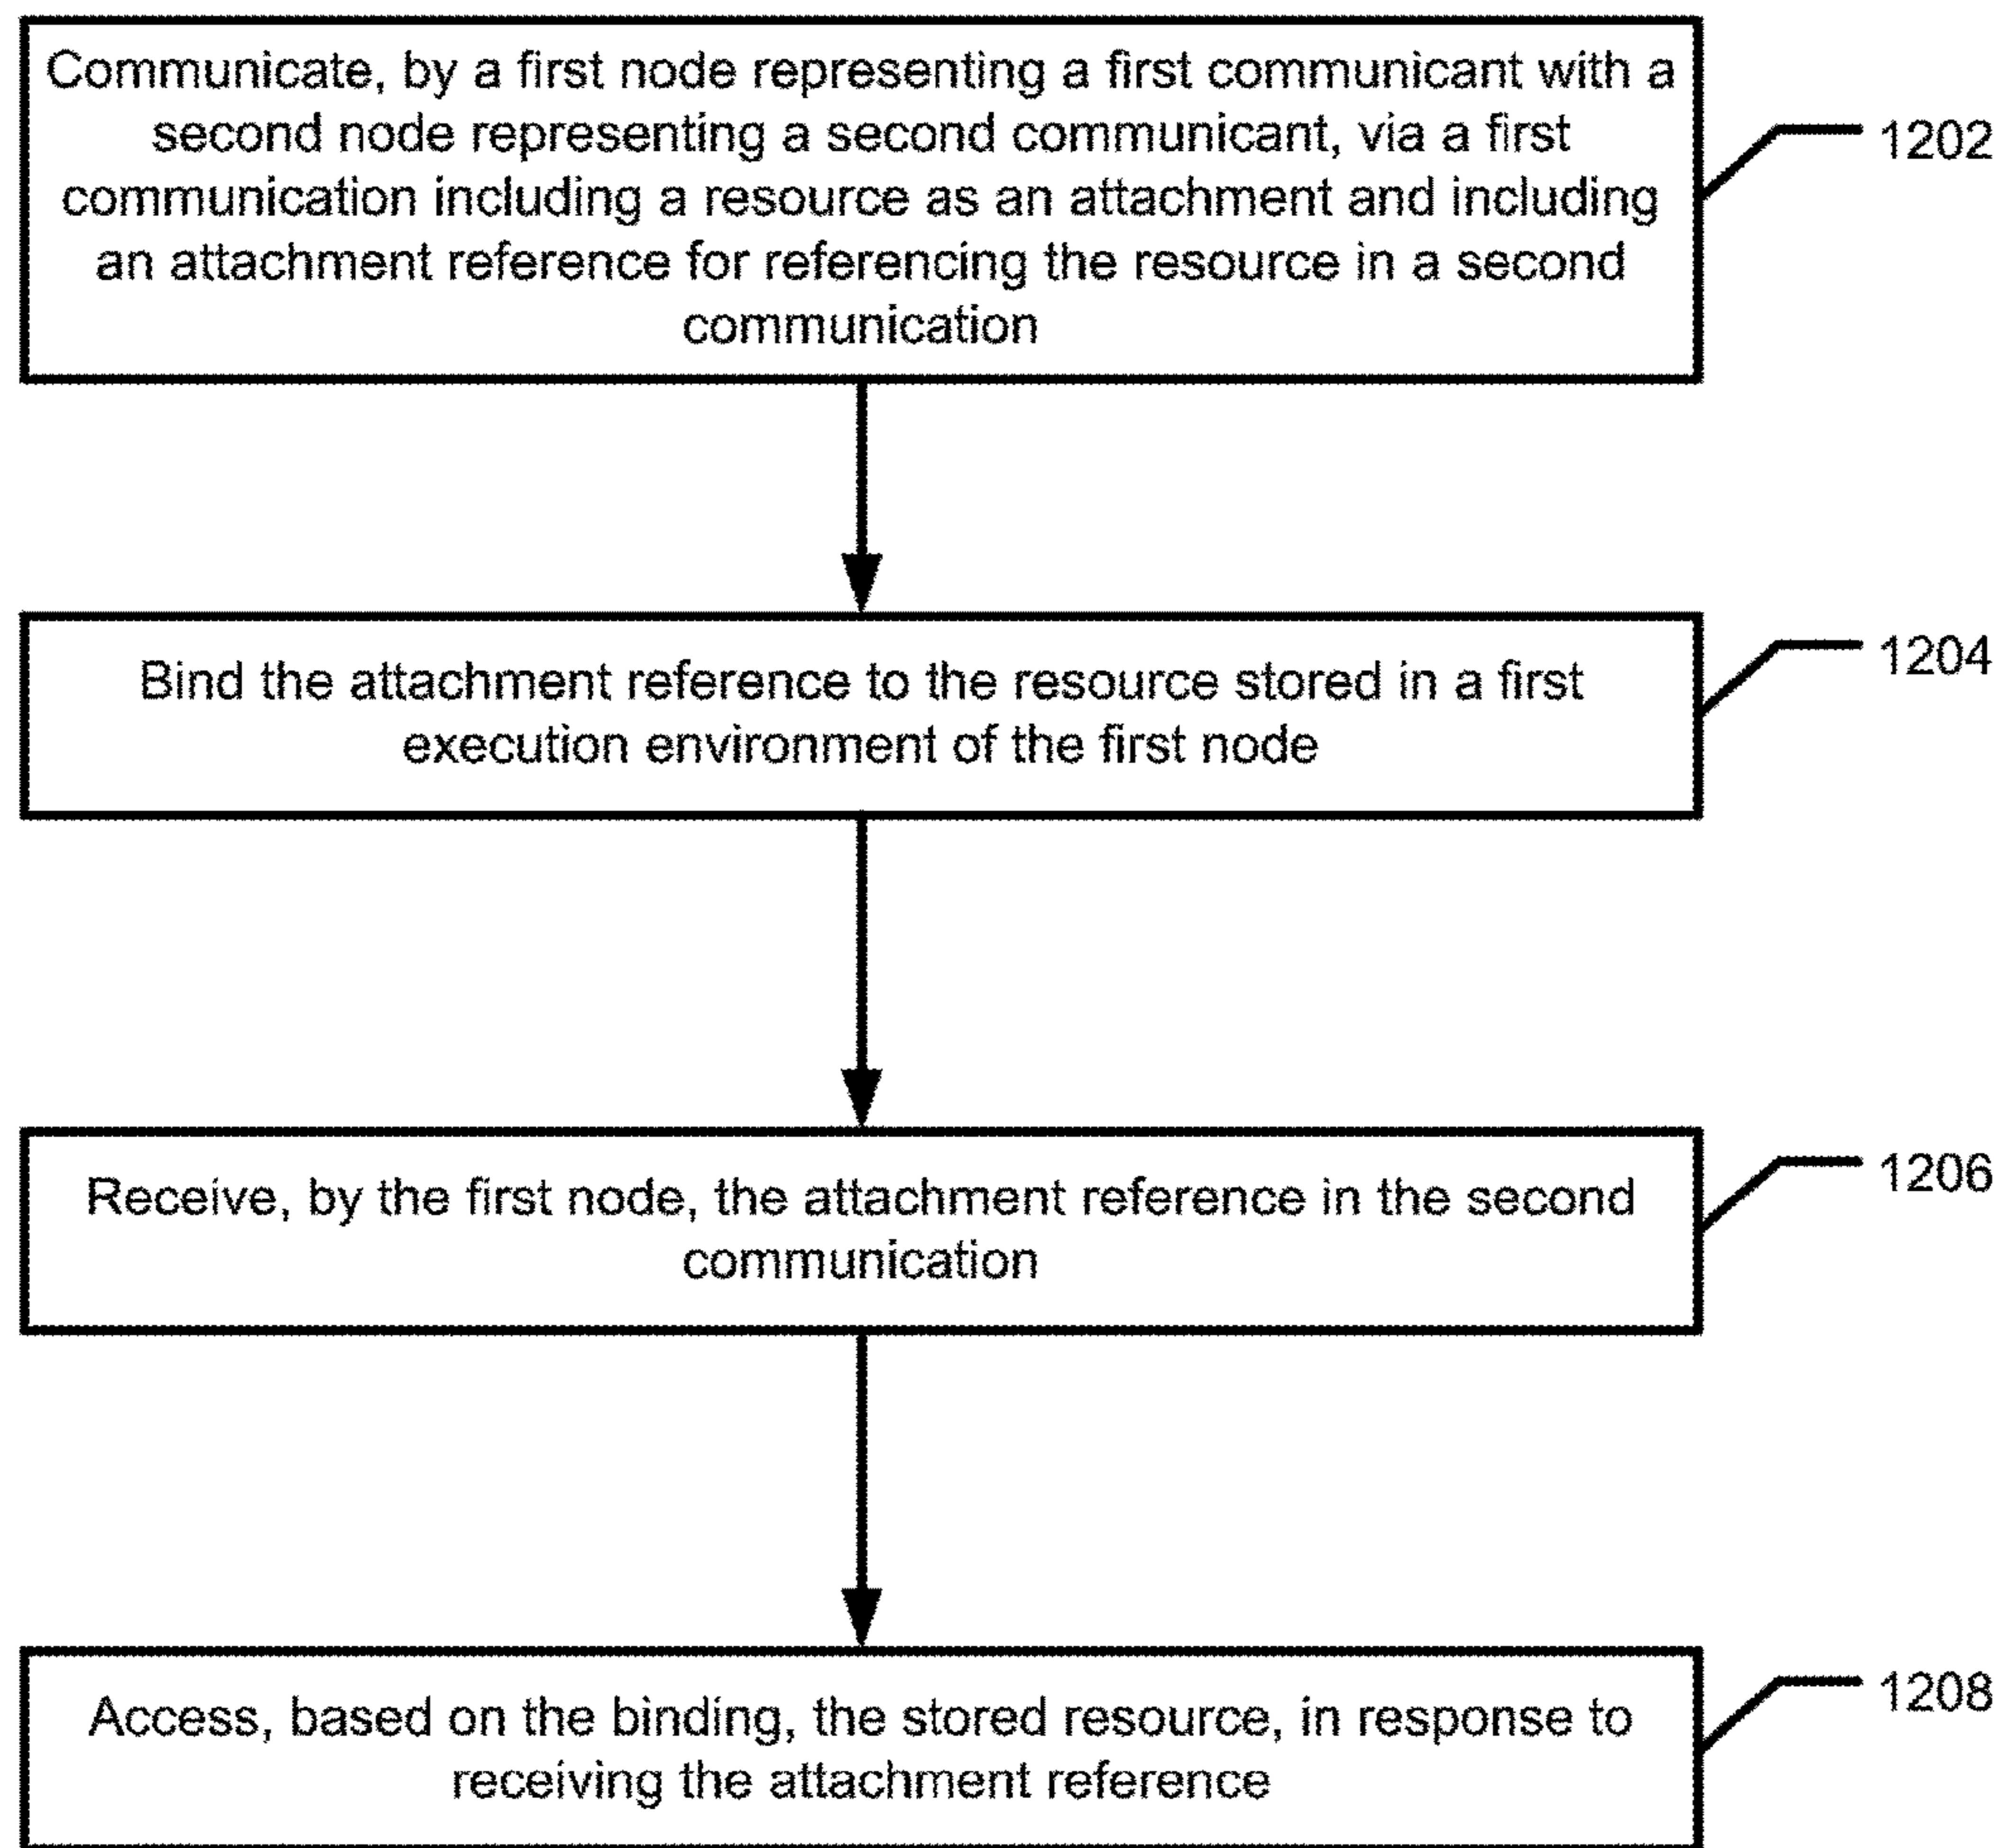 Communicate, by a first node representing a first communicant with a
second node representing a second communicant, via a first
communication including a resource as an attachment and including
an attachment reference for referencing the resource in a second
communication
1202
Bind the attachment reference to the resource stored in a first
execution environment of the first node
1204
Receive, by the first node, the attachment reference in the second
communication
1206
Access, based on the binding, the stored resource, in response to
receiving the attachment reference
1208